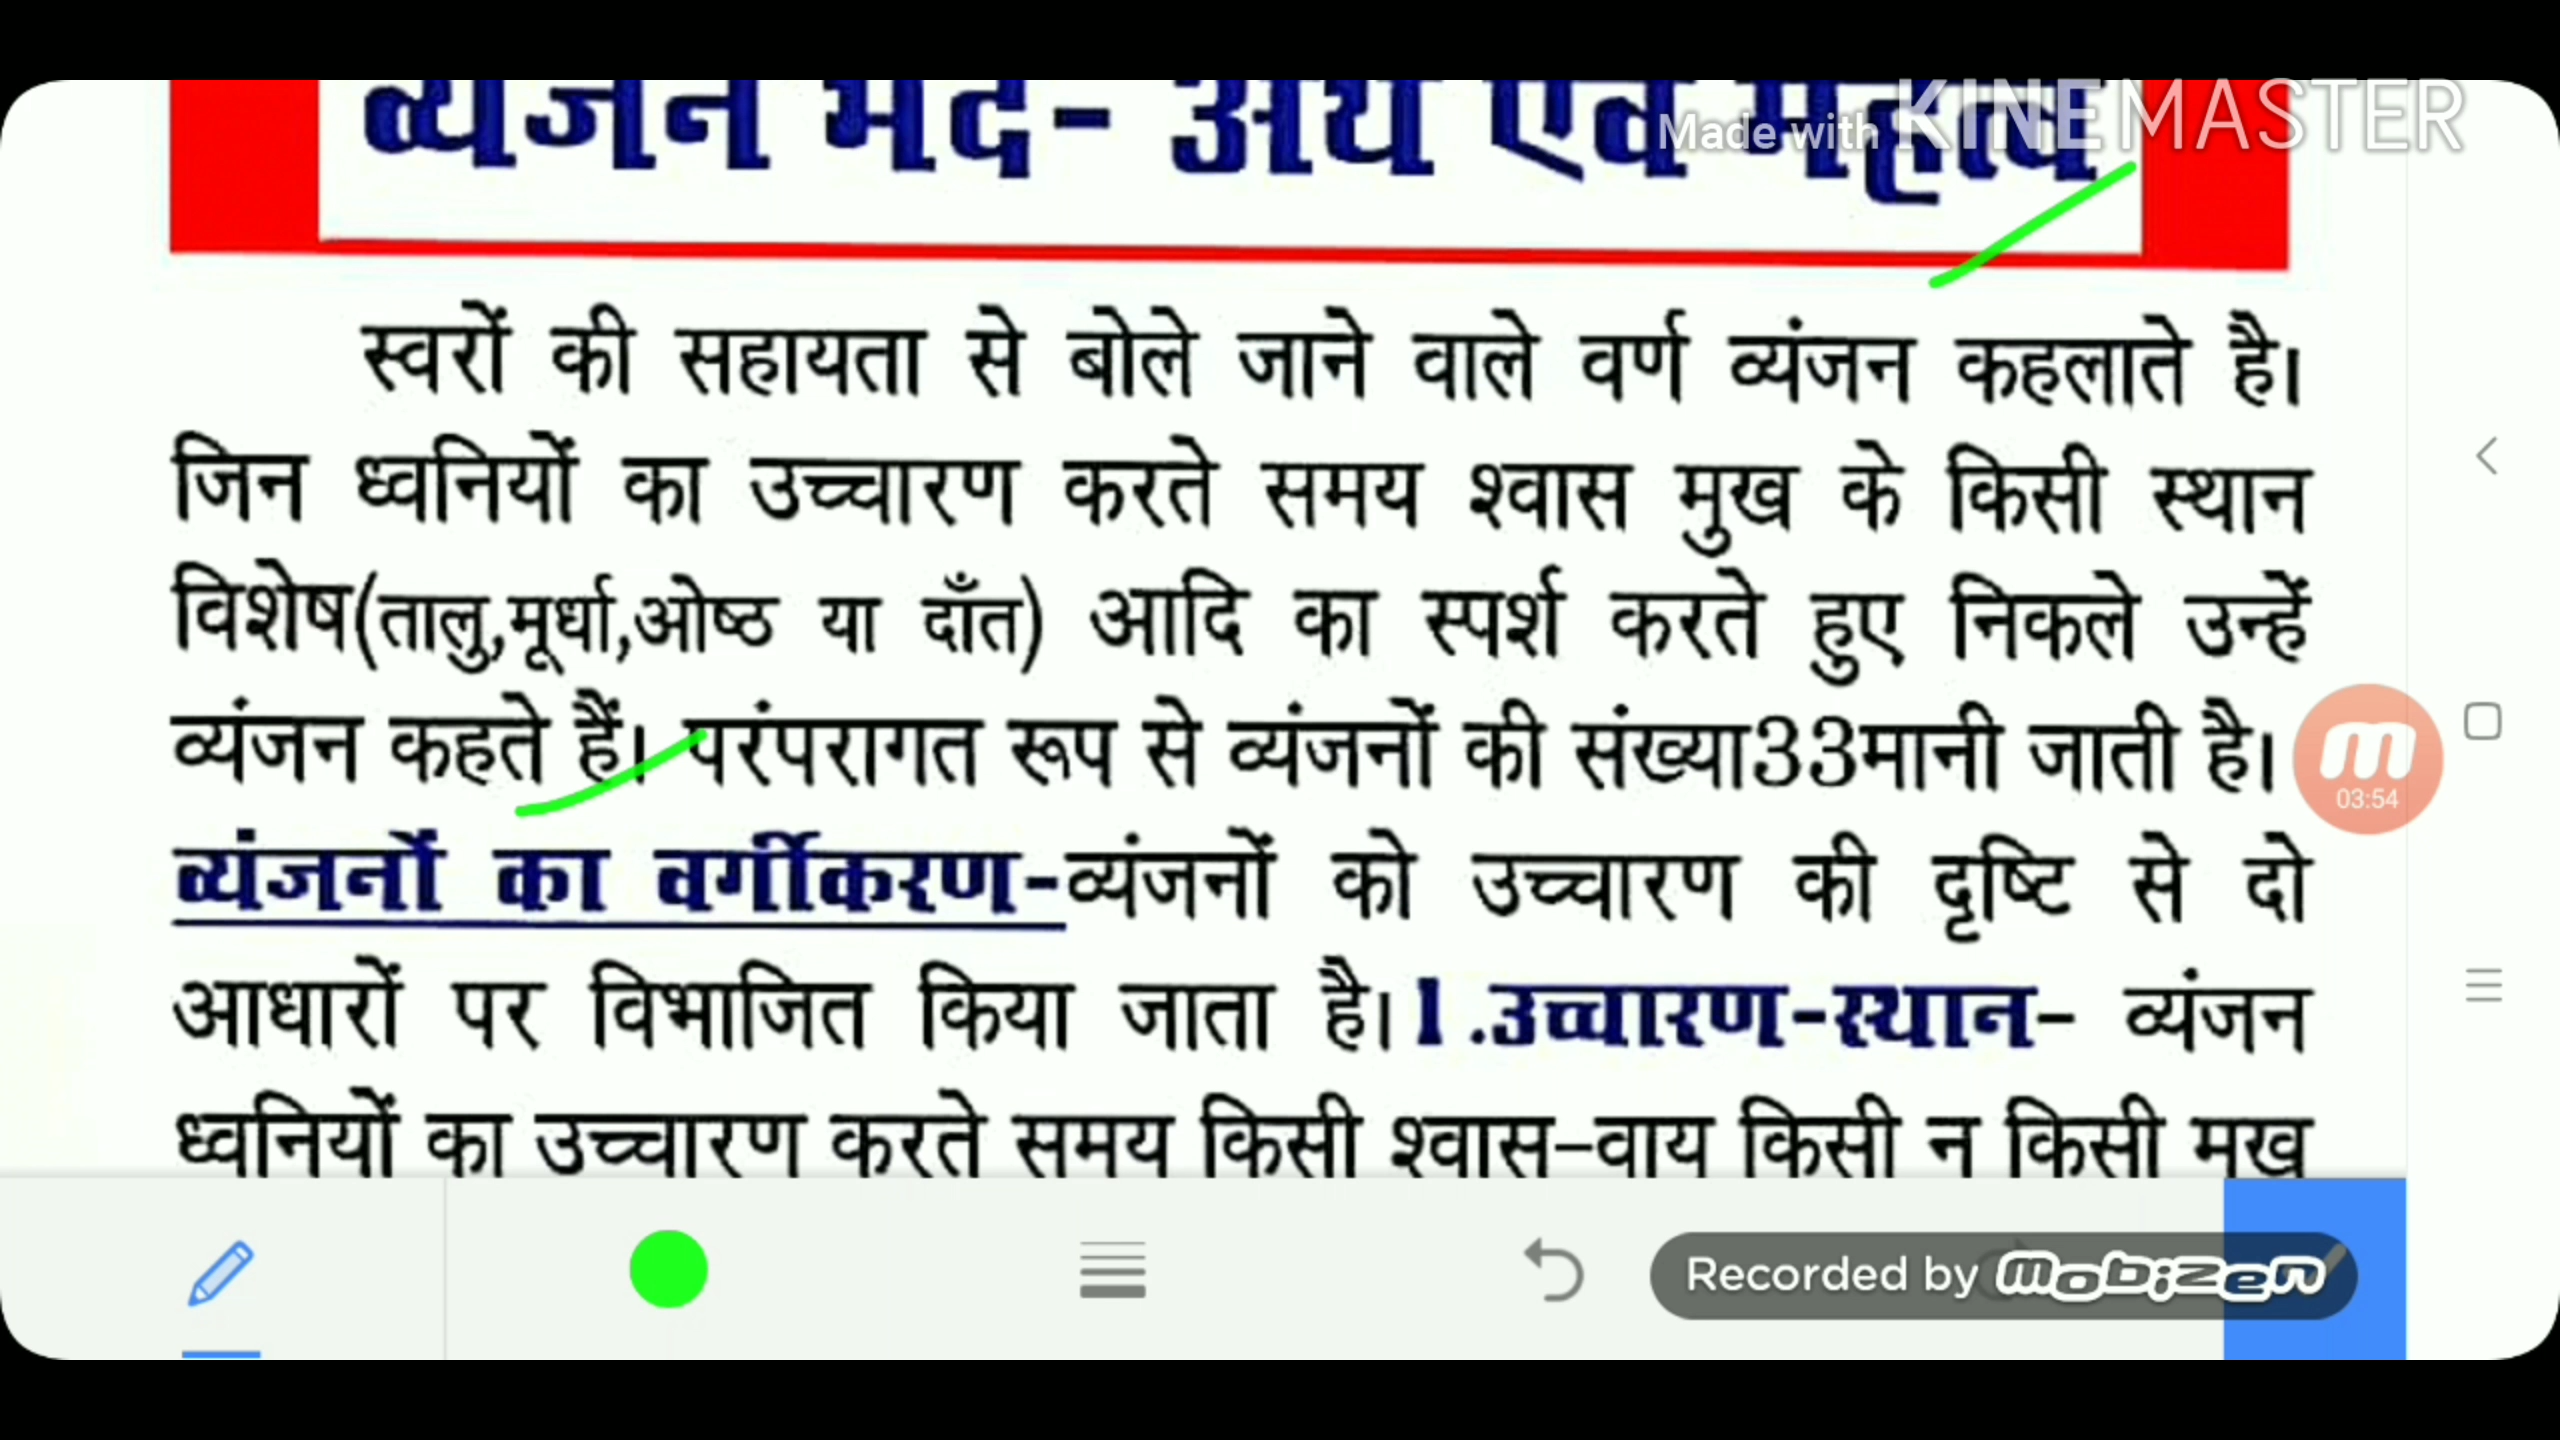 व्यंजन भेद- अर्थ एवं महत्व
Made with KINEMASTER
स्वरों की सहायता से बोले जाने वाले वर्ण व्यंजन कहलाते है।
जिन ध्वनियों का उच्चारण करते समय श्वास मुख के किसी स्थान
विशेष(तालु,मूर्धा,ओष्ठ या दाँत) आदि का स्पर्श करते हुए निकले उन्हें
व्यंजन कहते हैं। परंपरागत रूप से व्यंजनों की संख्या33मानी जाती है।
03:54
व्यंजनों का वर्गीकरण-व्यंजनों को उच्चारण की दृष्टि से दो
आधारों पर विभाजित किया जाता है।1.उच्चारण-स्थान- व्यंजन
ध्वनियों का उच्चारण करते समय किसी श्वास-वायु किसी न किसी मुख
Recorded by mobizen